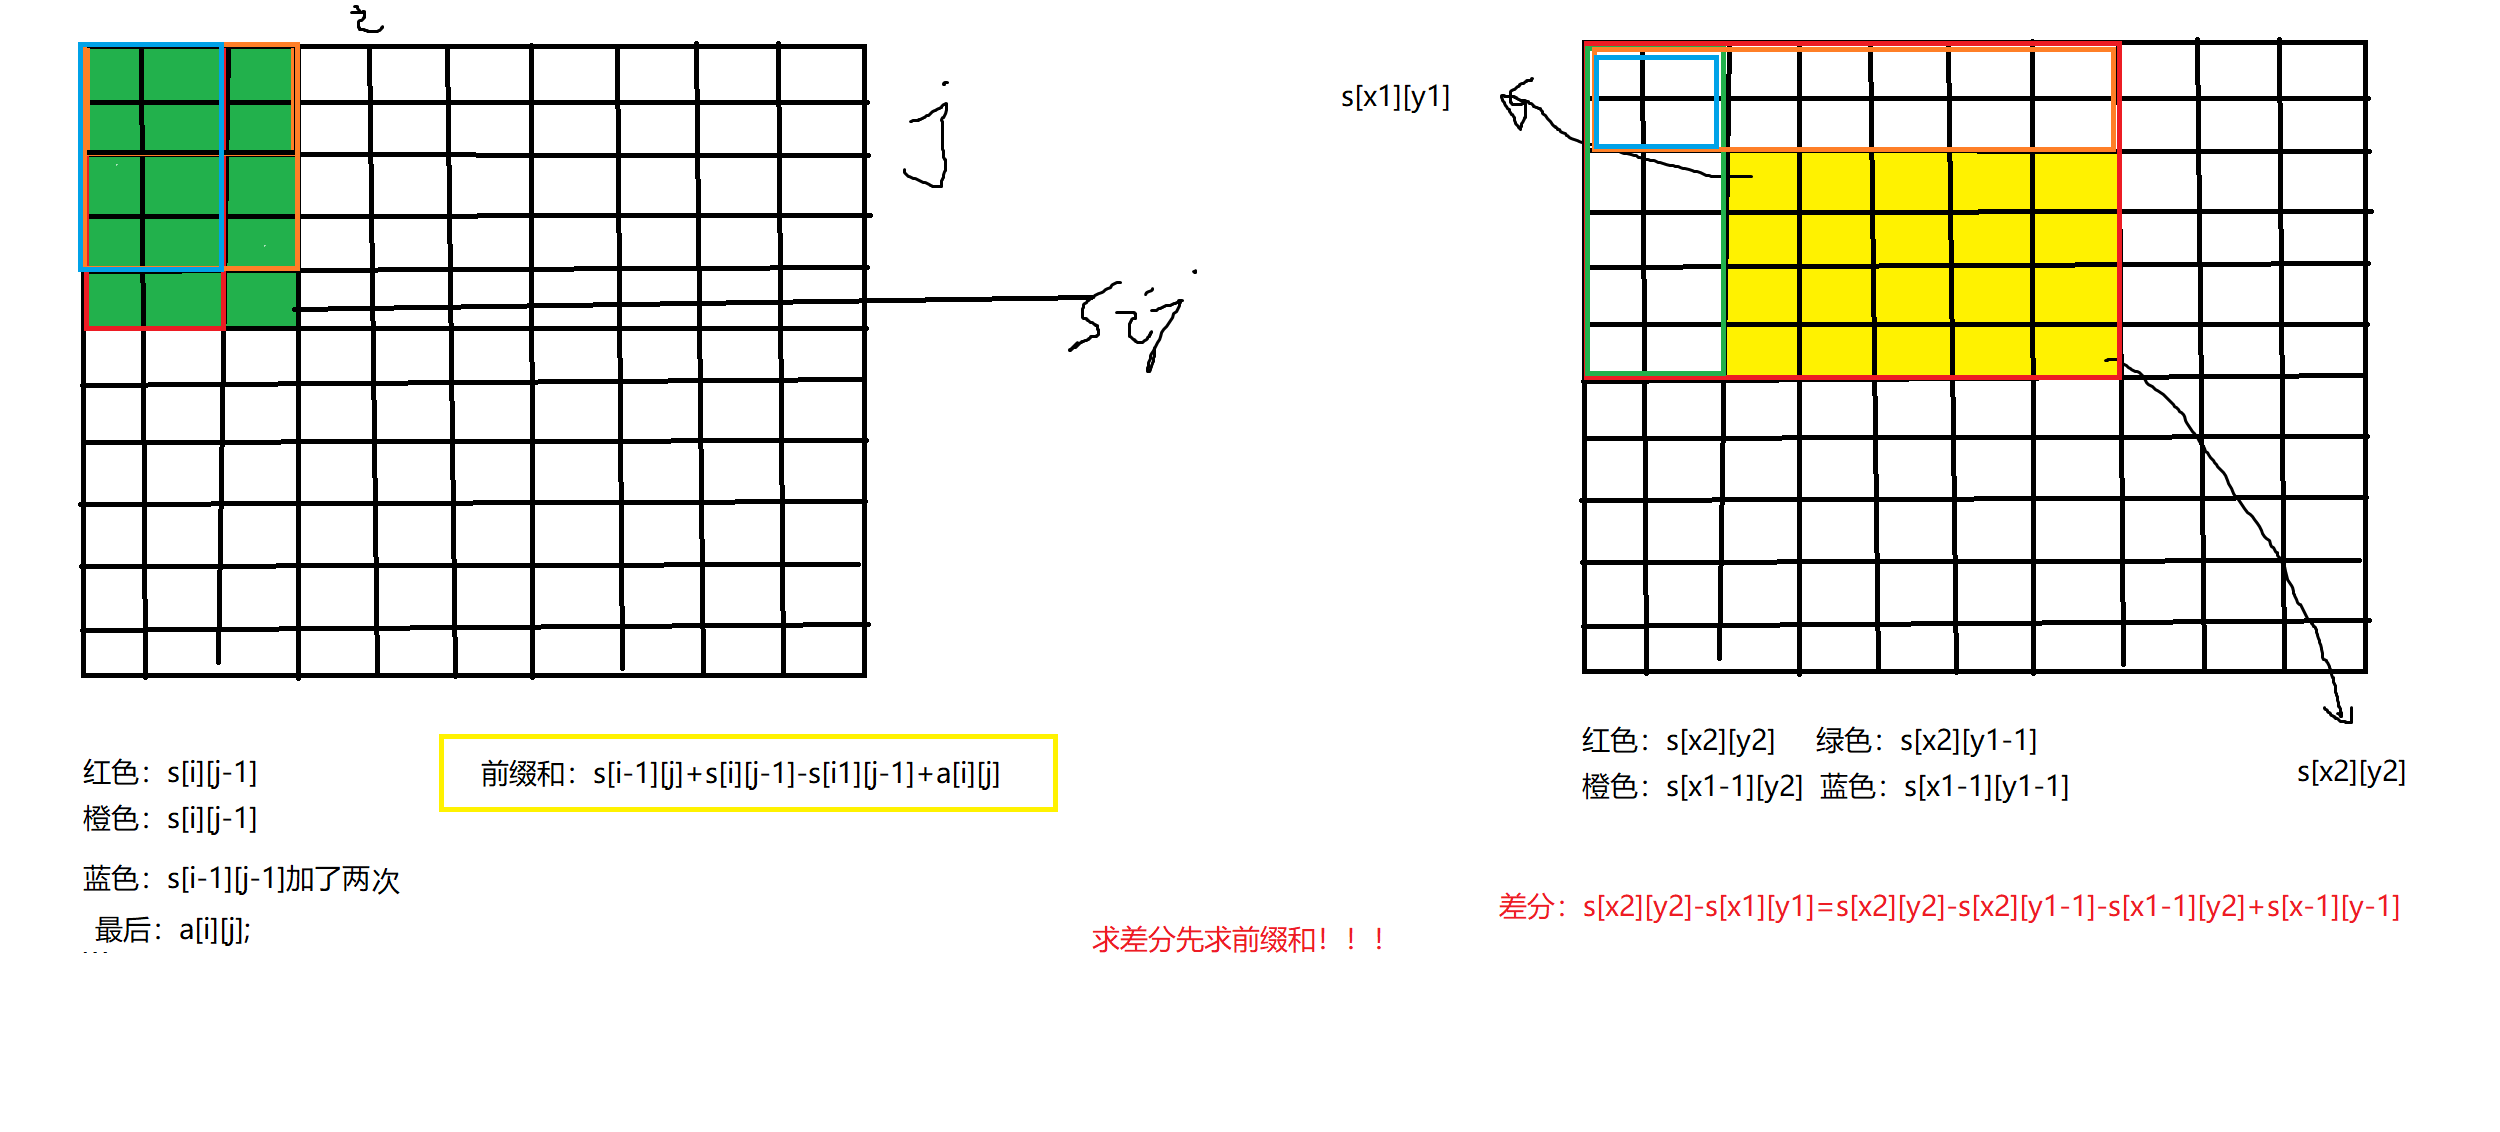 i
j
sij
红色：s[i][j-1]
橙色：s[i][j-1]
蓝色：s[i-1][j-1]加了两次
最后：a[i][j];
前缀和：s[i-1][j]+s[i][j-1]-s[i1][j-1]+a[i][j]
求差分先求前缀和！！！
s[x1][y1]
红色：s[x2][y2] 绿色：s[x2][y1-1]
橙色：s[x1-1][y2] 蓝色：s[x1-1][y1-1]
s[x2][y2]
差分：s[x2][y2]-s[x1][y1]=s[x2][y2]-s[x2][y1-1]-s[x1-1][y2]+s[x-1][y-1]